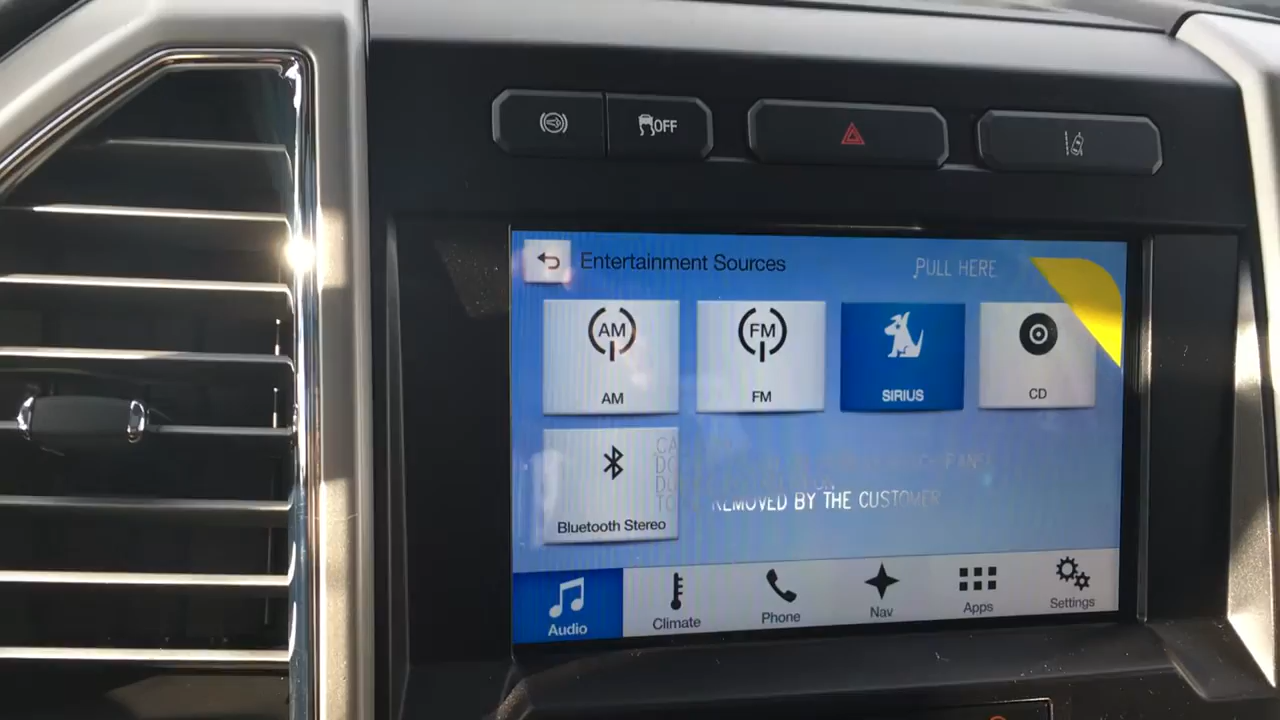 OFF
Entertainment Sources
PULL HERE
AM
FM
AM
FM
SIRIUS
CD
REMOVED BY THE CUSTOMER
Bluetooth Stereo
Audio
Climate
Phone
Nav
Apps
Settings